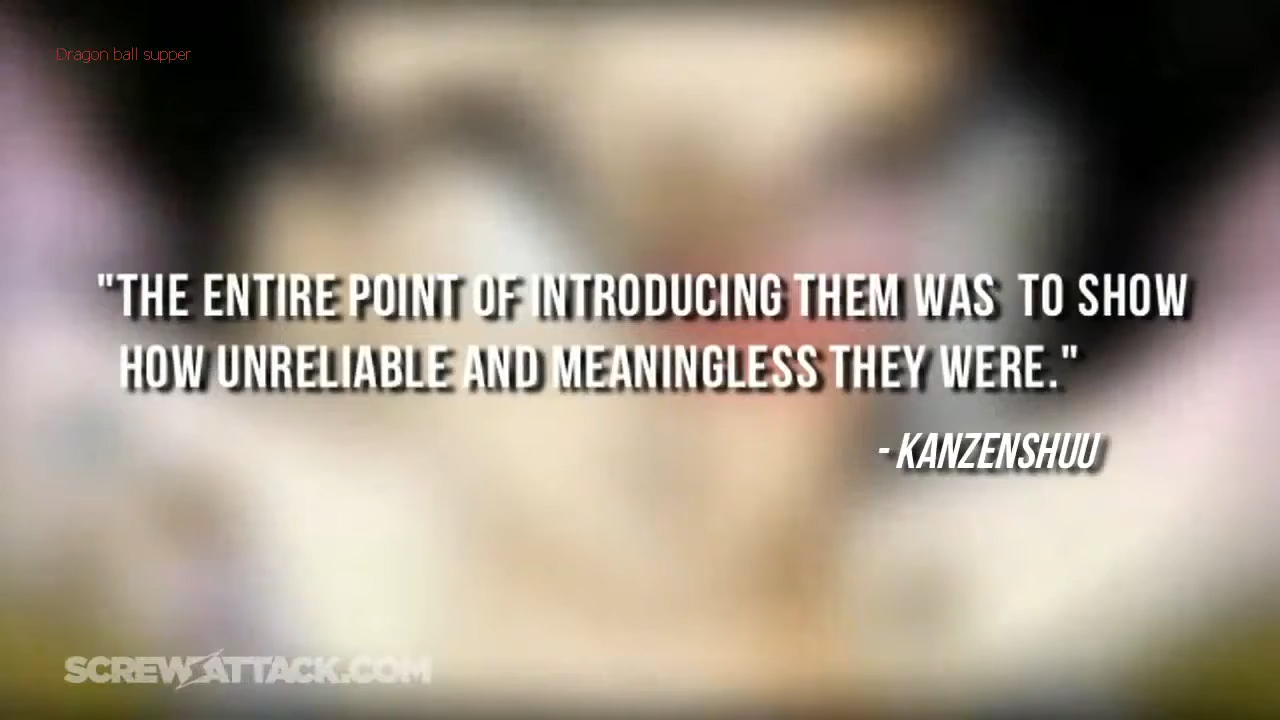 Dragon ball supper
"THE ENTIRE POINT OF INTRODUCING THEM WAS  TO SHOW
HOW UNRELIABLE AND MEANINGLESS THEY WERE."
- KANZENSHUU
SCREWATTACK.COM